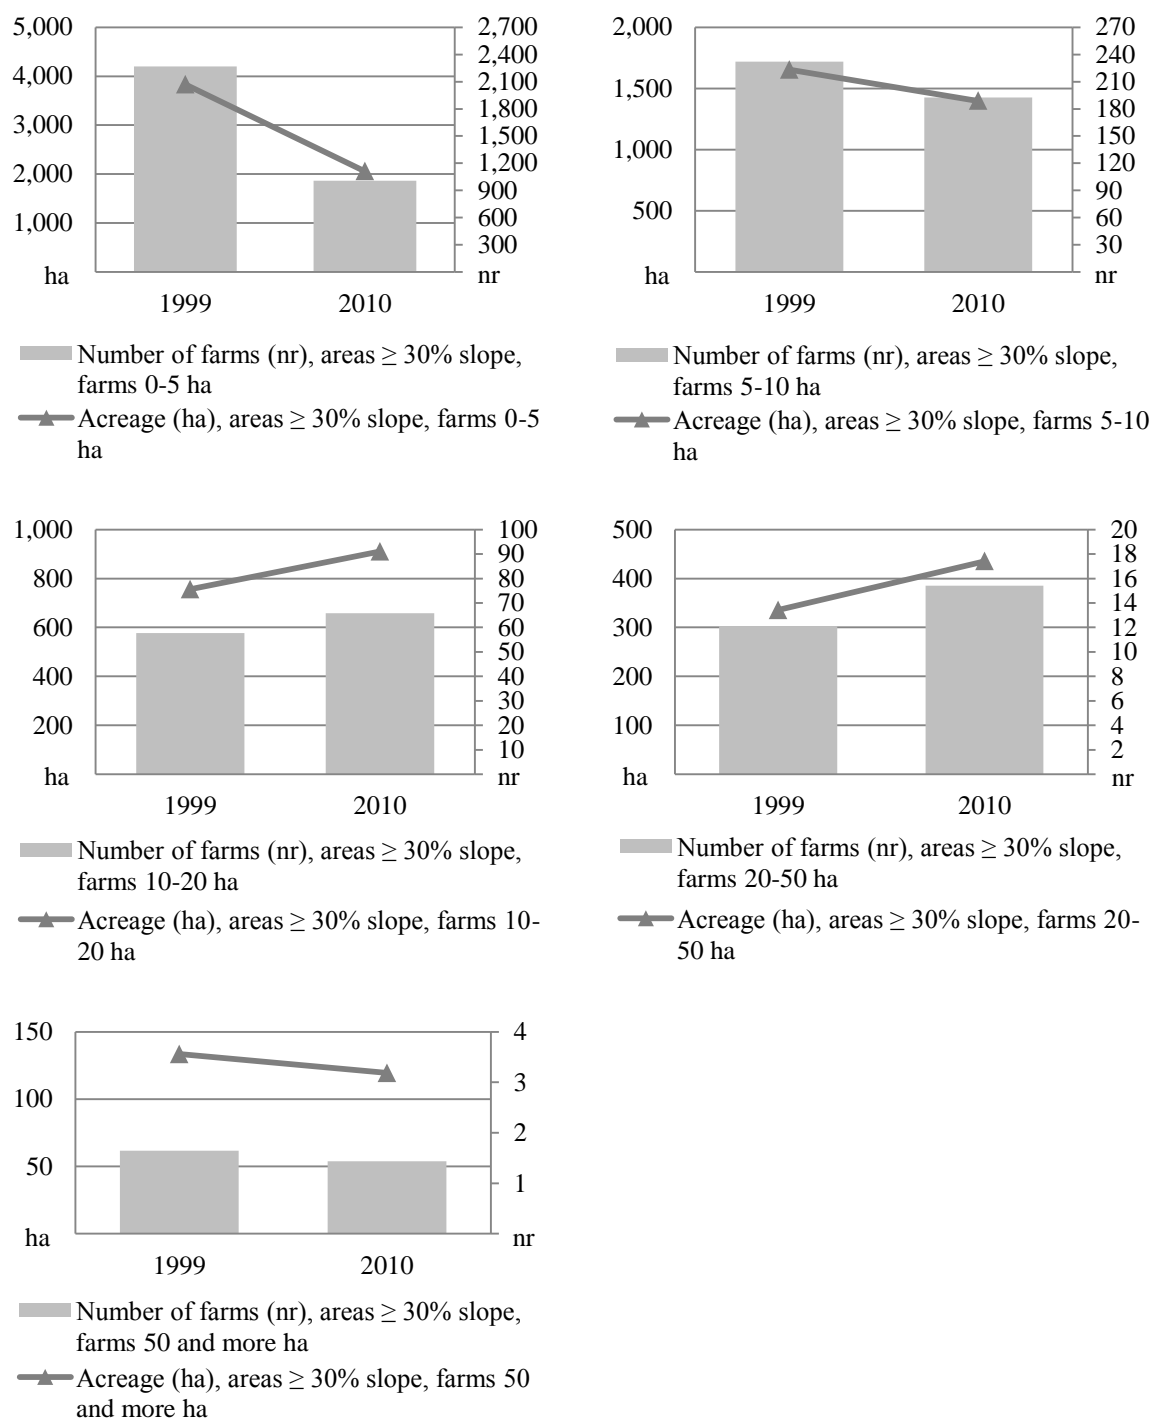 5,000
4,000
3,000
2,000
1,000
ha
2,700
2,400
2,100
1,800
1,500
1,200
900
600
300
nr
1999
2010
Number of farms (nr), areas ≥ 30% slope,
farms 0-5 ha
Acreage (ha), areas ≥ 30% slope, farms 0-5
ha
2,000
1,500
1,000
500
ha
270
240
210
180
150
120
90
60
30
nr
1999
2010
Number of farms (nr), areas ≥ 30% slope,
farms 5-10 ha
Acreage (ha), areas ≥ 30% slope, farms 5-10
ha
1,000
800
600
400
200
ha
100
90
80
70
60
50
40
30
20
10
nr
1999
2010
Number of farms (nr), areas ≥ 30% slope,
farms 10-20 ha
Acreage (ha), areas ≥ 30% slope, farms 10-
20 ha
500
400
300
200
100
ha
20
18
16
14
12
10
8
6
4
2
nr
1999
2010
Number of farms (nr), areas ≥ 30% slope,
farms 20-50 ha
Acreage (ha), areas ≥ 30% slope, farms 20-
50 ha
150
100
50
ha
4
3
2
1
nr
1999
2010
Number of farms (nr), areas ≥ 30% slope,
farms 50 and more ha
Acreage (ha), areas ≥ 30% slope, farms 50
and more ha